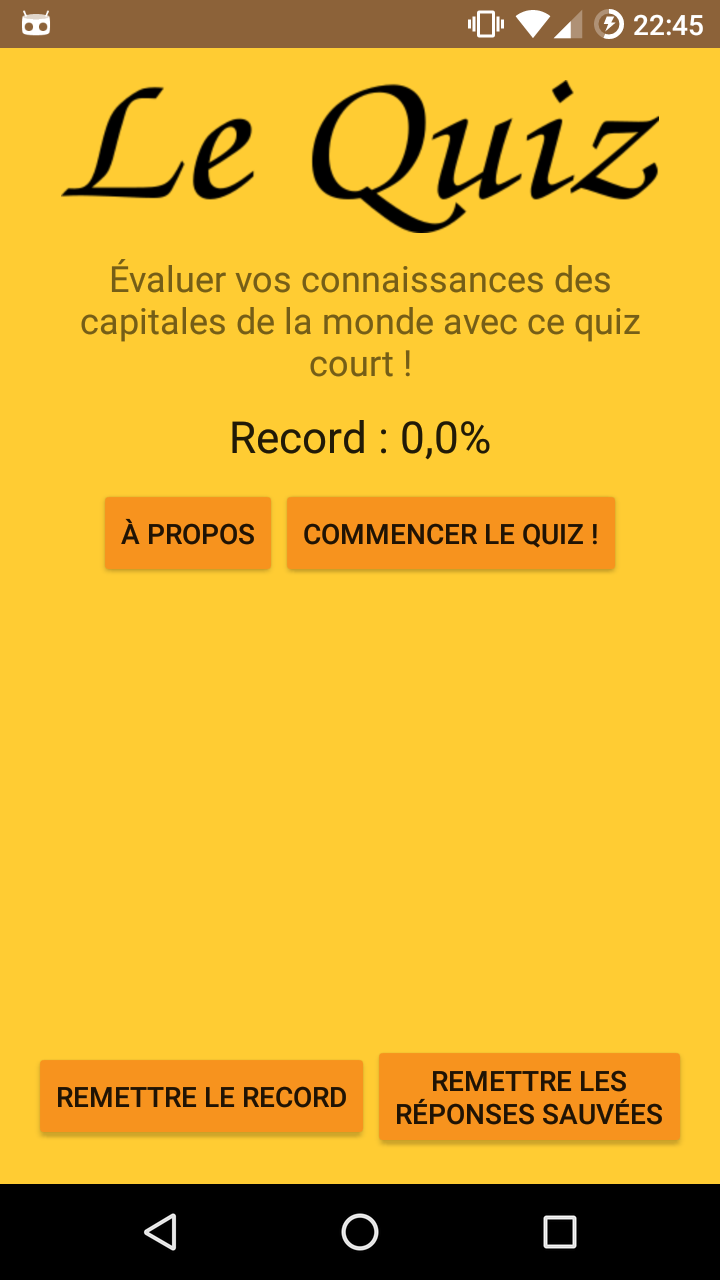 22:45
Le Quiz
Évaluer vos connaissances des
capitales de la monde avec ce quiz
court !
Record : 0,0%
À PROPOS
COMMENCER LE QUIZ !
REMETTRE LE RECORD
REMETTRE LES
RÉPONSES SAUVÉES